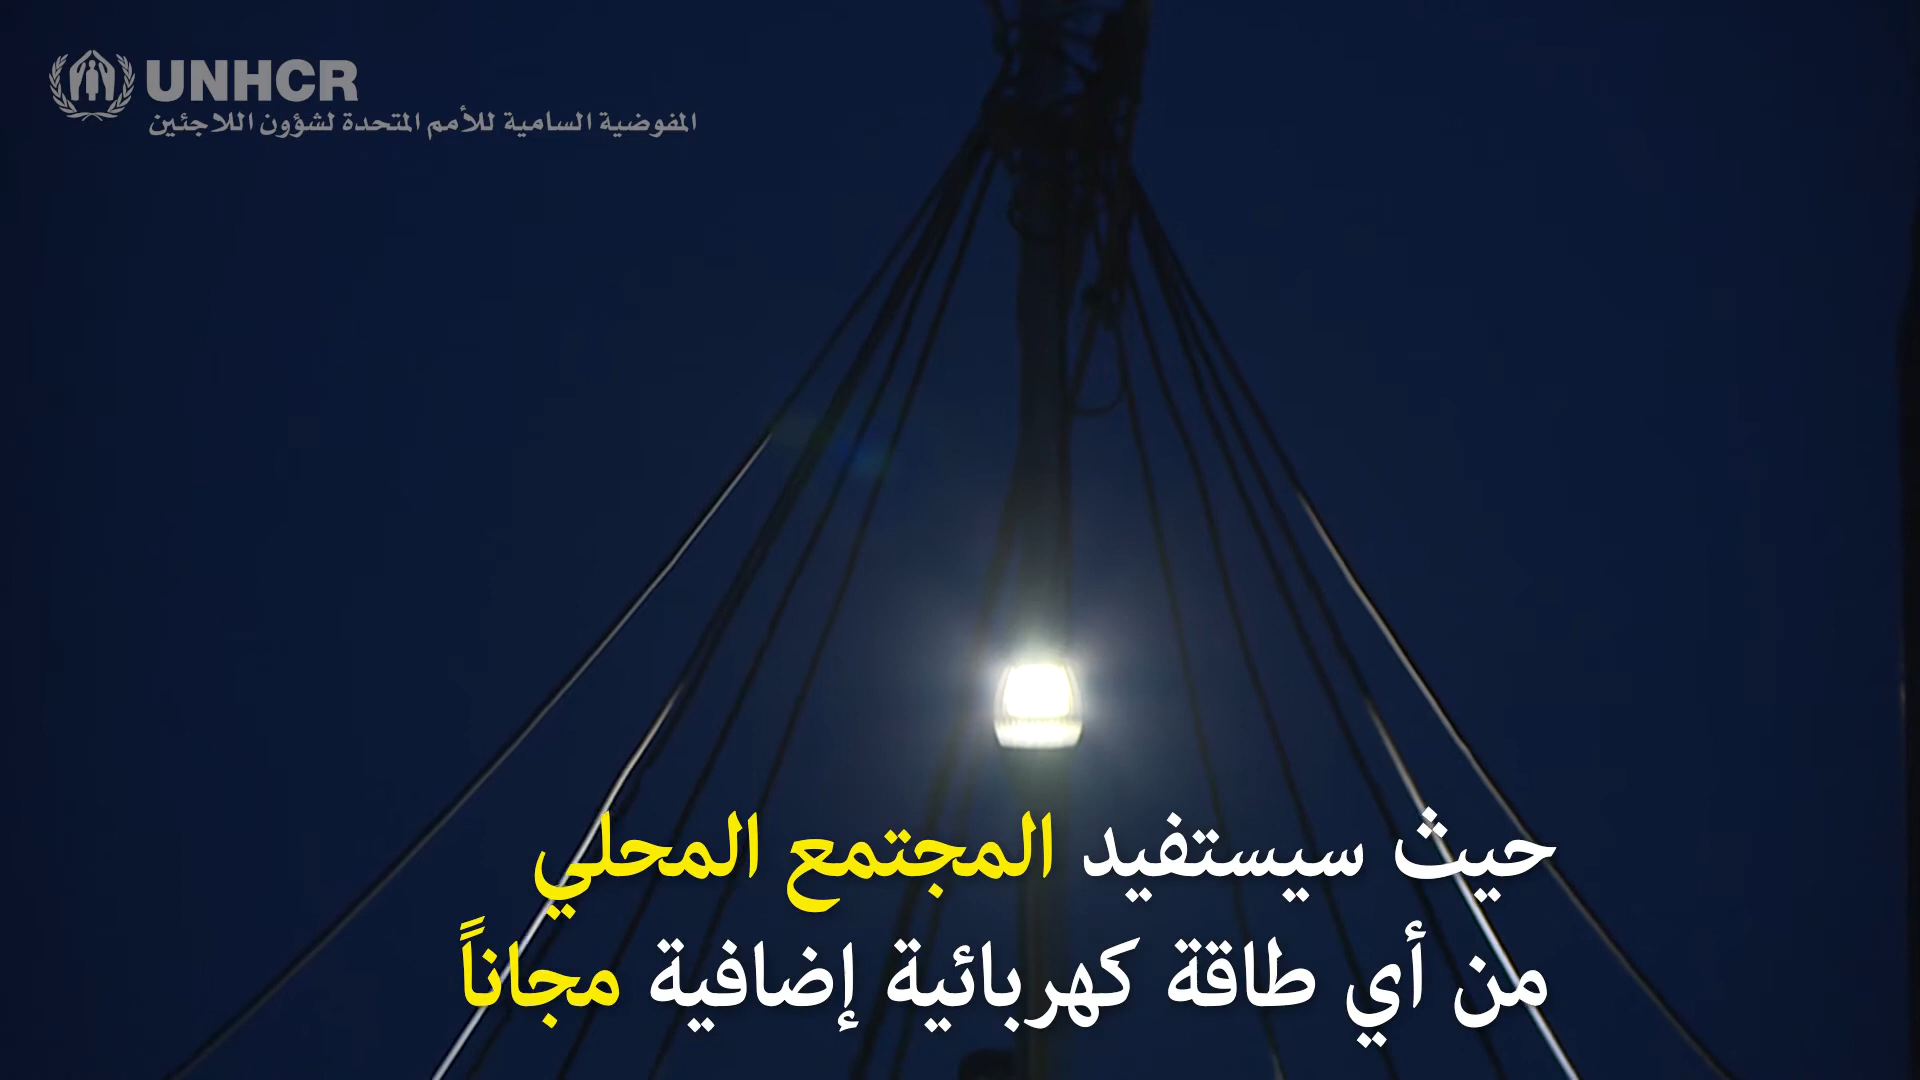 UNHCR
المفوضية السامية للأمم المتحدة لشؤون اللاجئين
حيث سيستفيد المجتمع المحلي
من أي طاقة كهربائية إضافية مجاناً